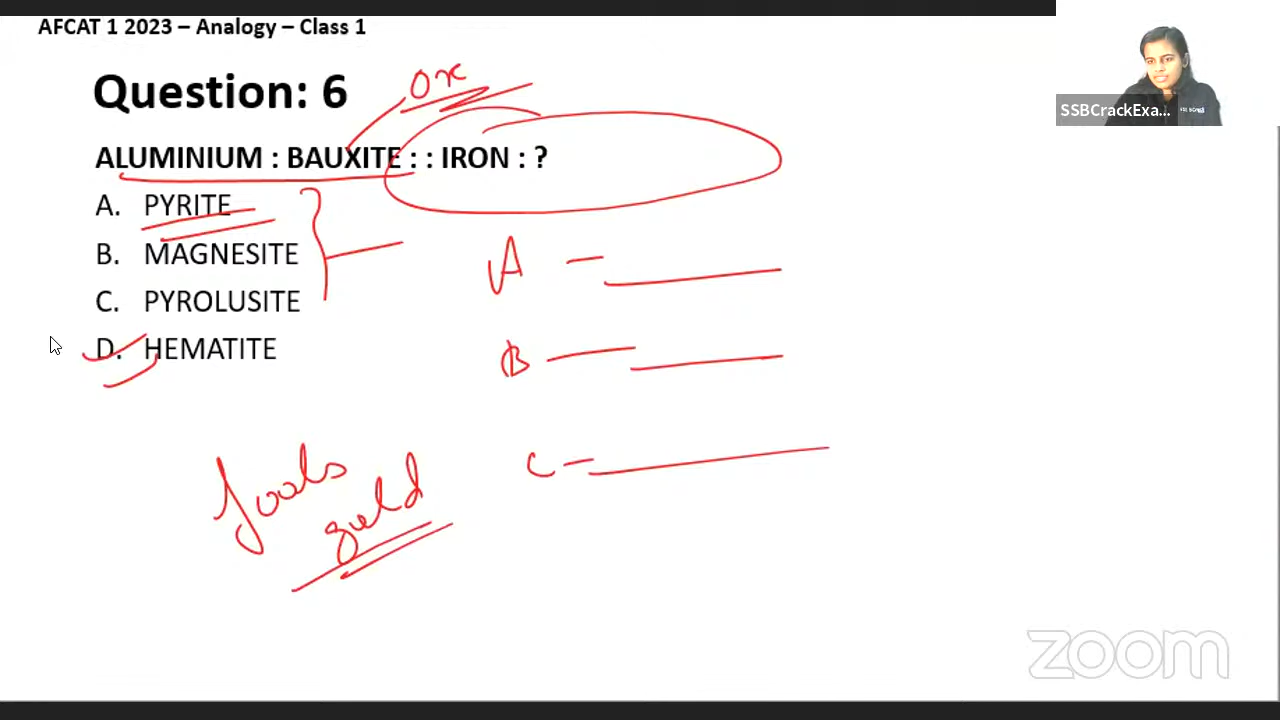 AFCAT 1 2023 – Analogy – Class 1
SSBCrackExa...
Question: 6
ox
ALUMINIUM : BAUXITE : : IRON : ?
A. PYRITE
B. MAGNESITE
C. PYROLUSITE
D. HEMATITE
A –
B –
C –
fools
gold
zoom